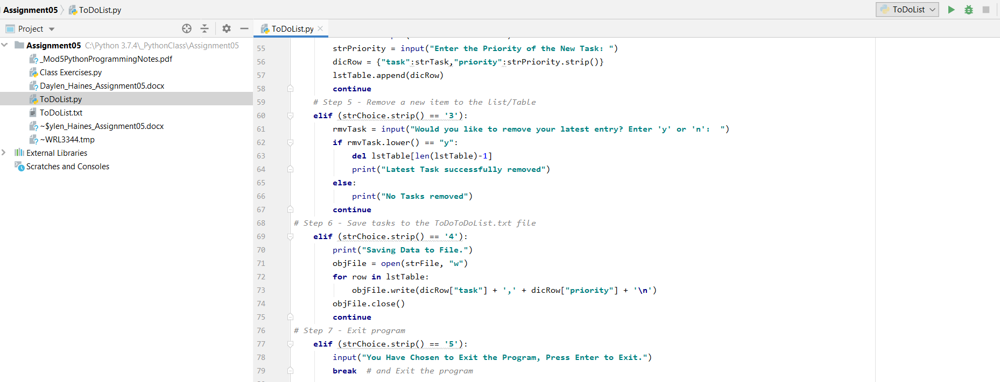 Assignment05 ToDoList.py
ToDoList
Project
ToDoList.py
Assignment05 C:\Python 3.7.4\_PythonClass\Assignment05
_Mod5PythonProgrammingNotes.pdf
Class Exercises.py
Daylen_Haines_Assignment05.docx
ToDoList.py
ToDoList.txt
~$ylen_Haines_Assignment05.docx
~WRL3344.tmp
External Libraries
Scratches and Consoles
55 strPriority = input("Enter the Priority of the New Task: ")
56 dicRow = {"task":strTask,"priority":strPriority.strip()}
57 lstTable.append(dicRow)
58 continue
59 # Step 5 - Remove a new item to the list/Table
60 elif (strChoice.strip() == '3'):
61 rmvTask = input("Would you like to remove your latest entry? Enter 'y' or 'n':  ")
62 if rmvTask.lower() == "y":
63 del lstTable[len(lstTable)-1]
64 print("Latest Task successfully removed")
65 else:
66 print("No Tasks removed")
67 continue
68 # Step 6 - Save tasks to the ToDoToDoList.txt file
69 elif (strChoice.strip() == '4'):
70 print("Saving Data to File.")
71 objFile = open(strFile, "w")
72 for row in lstTable:
73 objFile.write(dicRow["task"] + ',' + dicRow["priority"] + '\n')
74 objFile.close()
75 continue
76 # Step 7 - Exit program
77 elif (strChoice.strip() == '5'):
78 input("You Have Chosen to Exit the Program, Press Enter to Exit.")
79 break  # and Exit the program